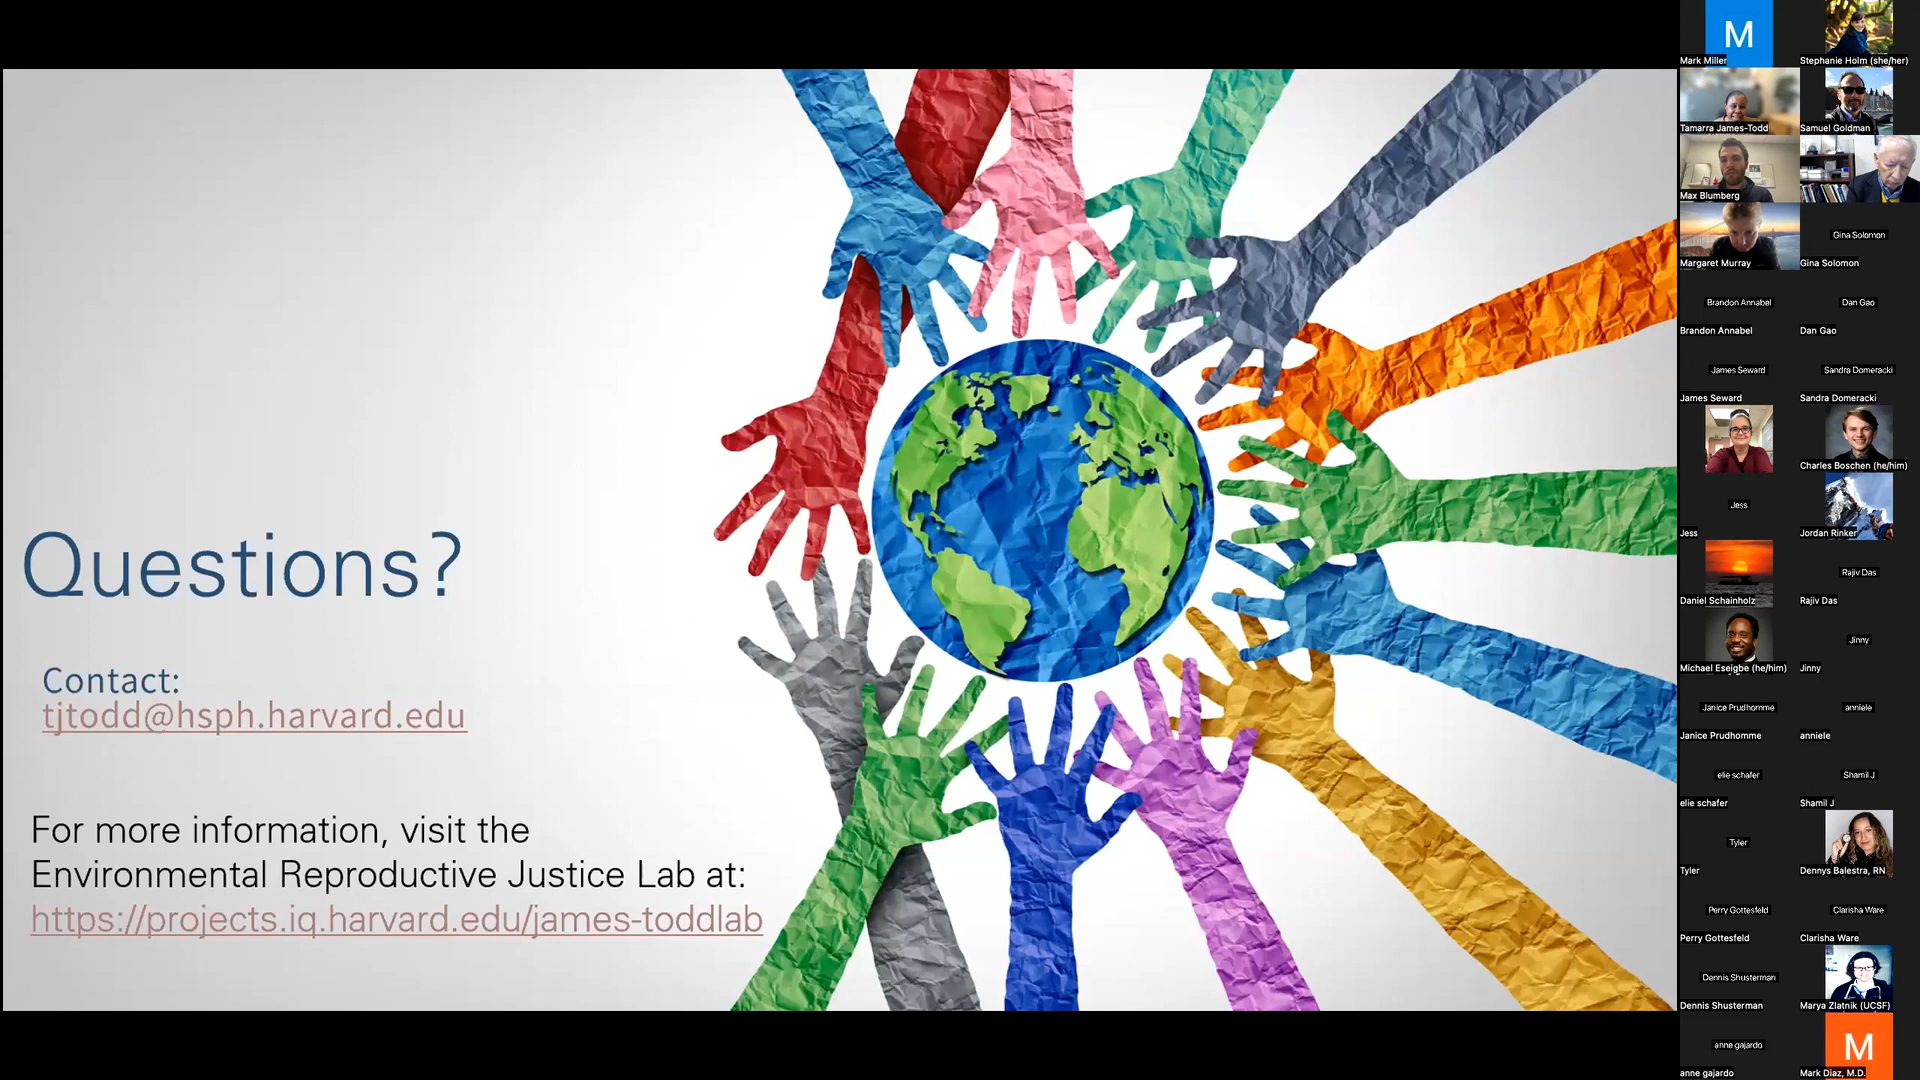 Questions?
Contact:
tjtodd@hsph.harvard.edu
For more information, visit the
Environmental Reproductive Justice Lab at:
https://projects.iq.harvard.edu/james-toddlab
M
Mark Miller
Stephanie Holm (she/her)
Tamarra James-Todd
Samuel Goldman
Max Blumberg
Margaret Murray
Gina Solomon
Gina Solomon
Brandon Annabel
Brandon Annabel
Dan Gao
Dan Gao
James Seward
James Seward
Sandra Domeracki
Sandra Domeracki
Charles Boschen (he/him)
Jess
Jess
Jordan Rinker
Daniel Schainholz
Rajiv Das
Rajiv Das
Michael Eseigbe (he/him)
Jinny
Jinny
Janice Prudhomme
Janice Prudhomme
anniele
anniele
elie schafer
elie schafer
Shamil J
Shamil J
Tyler
Tyler
Dennys Balestra, RN
Perry Gottesfeld
Perry Gottesfeld
Clarisha Ware
Clarisha Ware
Dennis Shusterman
Dennis Shusterman
Marya Zlatnik (UCSF)
anne gajardo
anne gajardo
M
Mark Diaz, M.D.